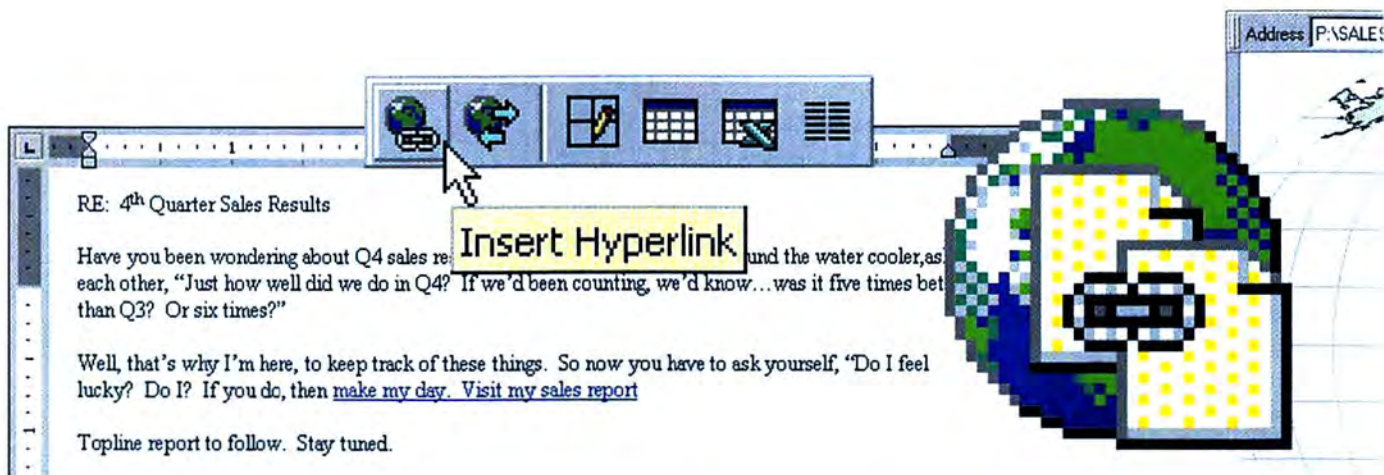 Address P:\SALES
L
1
RE: 4th Quarter Sales Results
Insert Hyperlink
Have you been wondering about Q4 sales re und the water cooler,as
each other, “Just how well did we do in Q4? If we’d been counting, we’d know…was it five times bet
than Q3? Or six times?”
Well, that’s why I’m here, to keep track of these things. So now you have to ask yourself, “Do I feel
lucky? Do I? If you do, then make my day. Visit my sales report
Topline report to follow. Stay tuned.
1